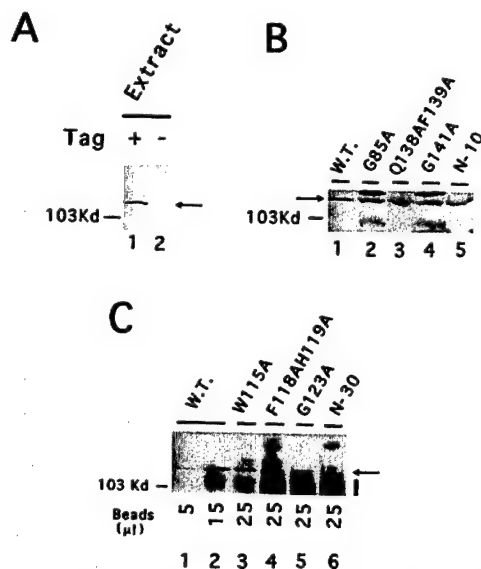 A
Extract
Tag + -
103Kd
1 2
B
W.T. G85A Q138AF139A G141A N-10
103Kd
1 2 3 4 5
C
W.T. W115A F118AH119A G123A N-30
103 Kd
Beads (µl) 5 15 25 25 25 25
1 2 3 4 5 6